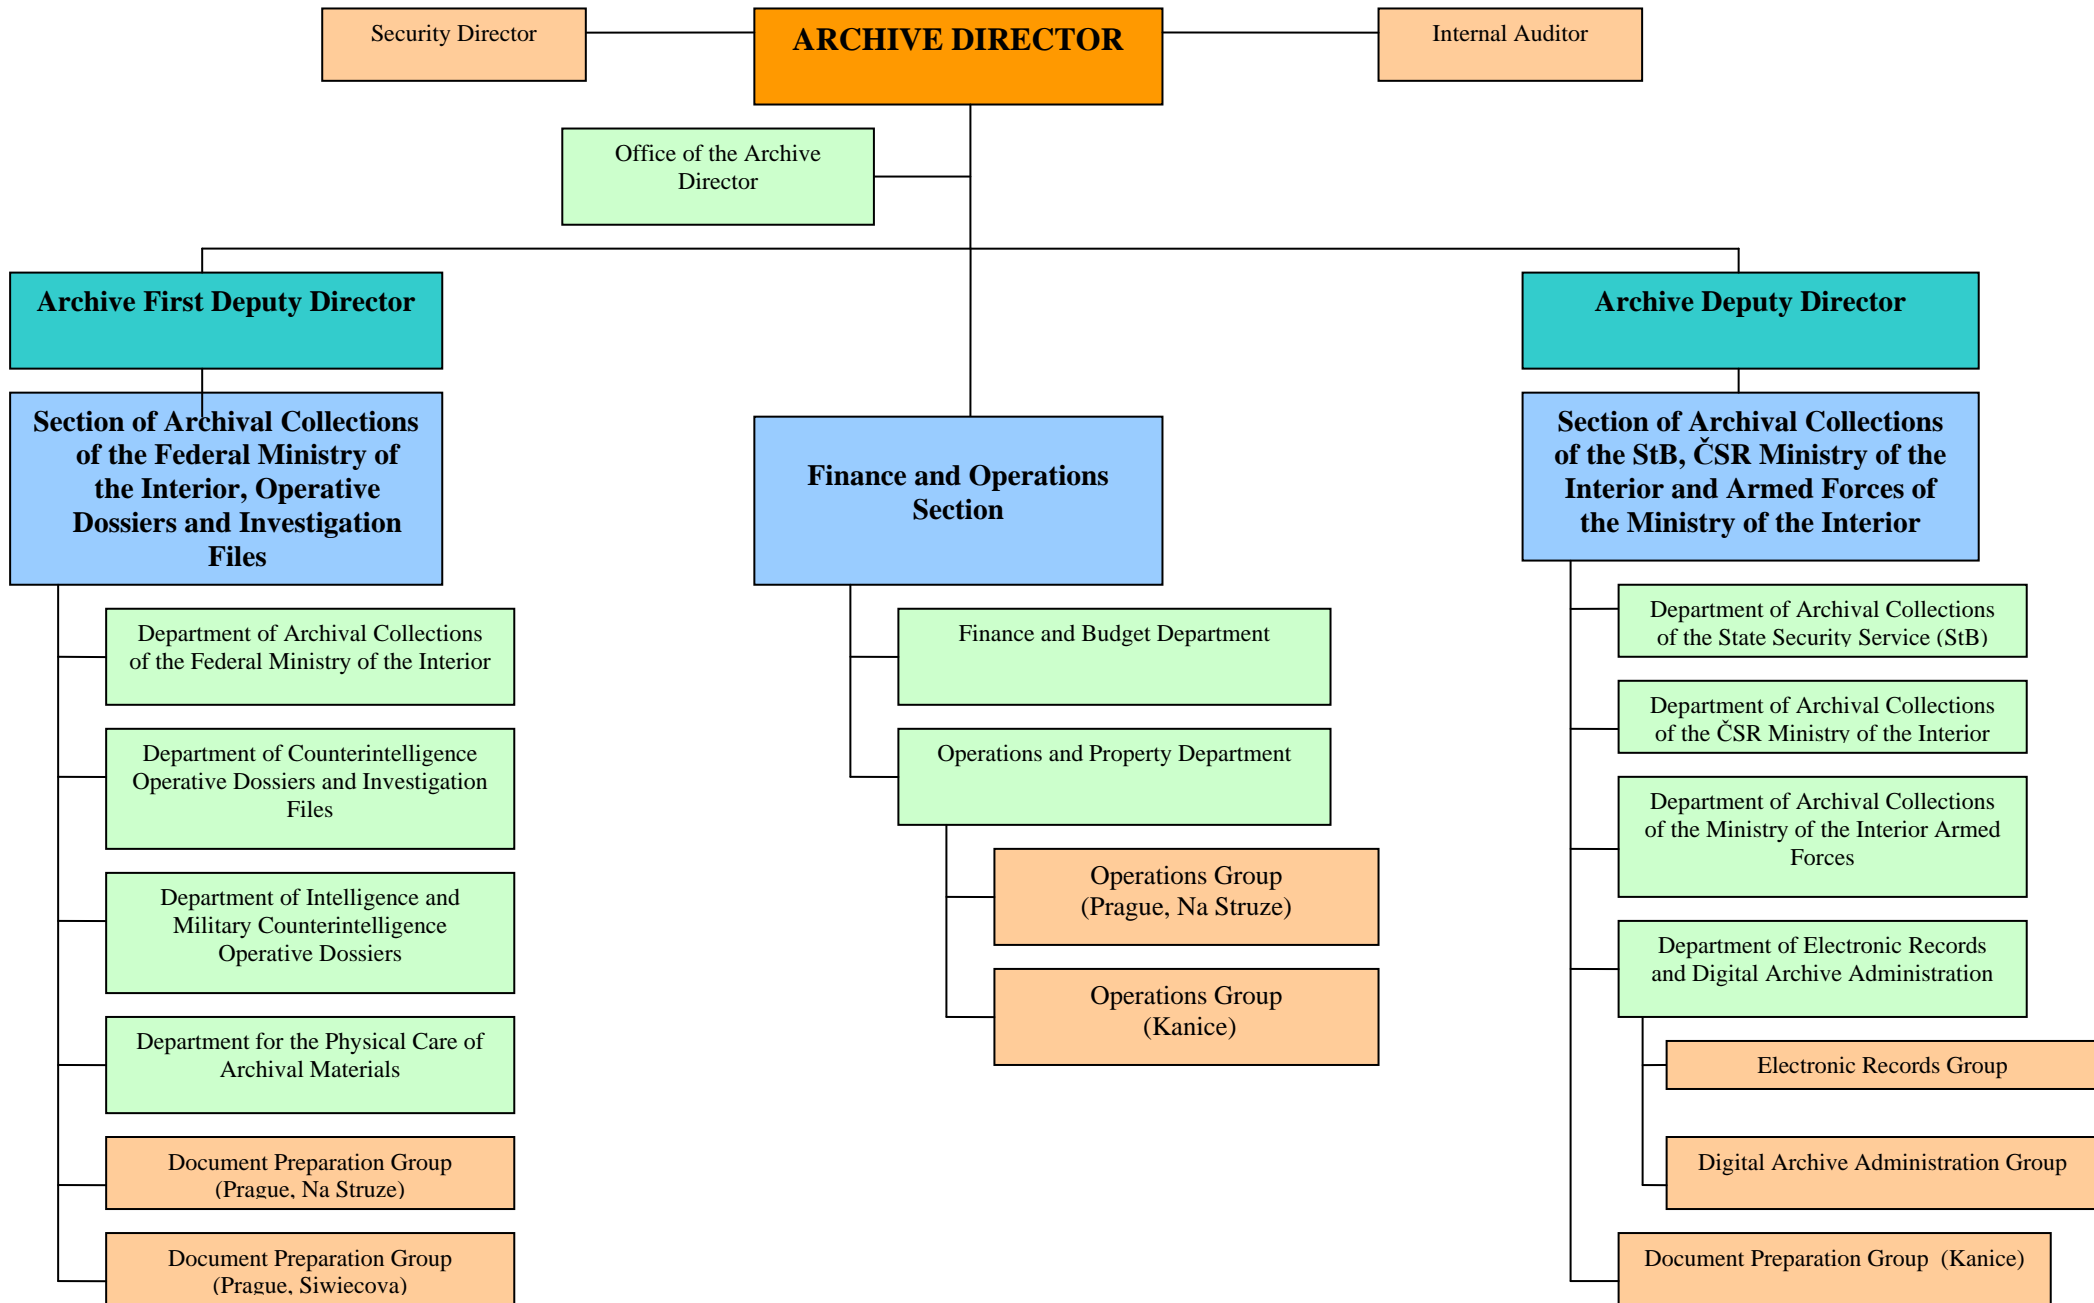 Security Director
ARCHIVE DIRECTOR
Internal Auditor
Office of the Archive
Director
Archive First Deputy Director
Archive Deputy Director
Section of Archival Collections
of the Federal Ministry of
the Interior, Operative
Dossiers and Investigation
Files
Finance and Operations
Section
Section of Archival Collections
of the StB, ČSR Ministry of the
Interior and Armed Forces of
the Ministry of the Interior
Department of Archival Collections
of the Federal Ministry of the Interior
Department of Counterintelligence
Operative Dossiers and Investigation
Files
Department of Intelligence and
Military Counterintelligence
Operative Dossiers
Department for the Physical Care of
Archival Materials
Document Preparation Group
(Prague, Na Struze)
Document Preparation Group
(Prague, Siwiecova)
Finance and Budget Department
Operations and Property Department
Operations Group
(Prague, Na Struze)
Operations Group
(Kanice)
Department of Archival Collections
of the State Security Service (StB)
Department of Archival Collections
of the ČSR Ministry of the Interior
Department of Archival Collections
of the Ministry of the Interior Armed
Forces
Department of Electronic Records
and Digital Archive Administration
Electronic Records Group
Digital Archive Administration Group
Document Preparation Group (Kanice)